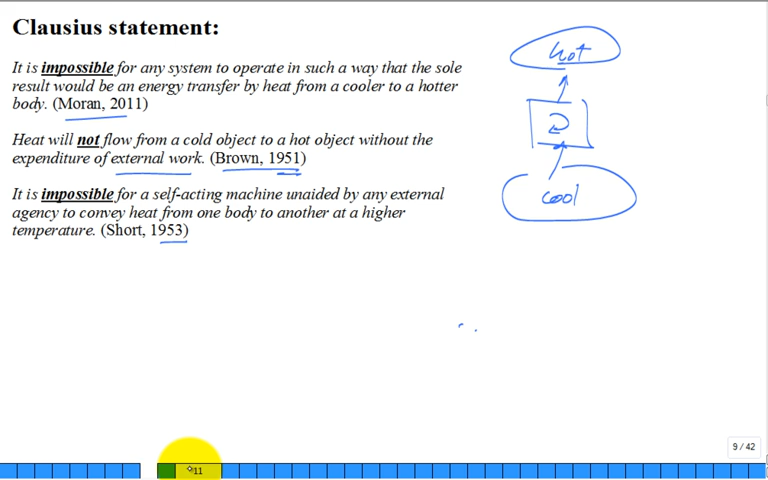 Clausius statement:
It is impossible for any system to operate in such a way that the sole
result would be an energy transfer by heat from a cooler to a hotter
body. (Moran, 2011)
Heat will not flow from a cold object to a hot object without the
expenditure of external work. (Brown, 1951)
It is impossible for a self-acting machine unaided by any external
agency to convey heat from one body to another at a higher
temperature. (Short, 1953)
hot
cool
9 / 42
11